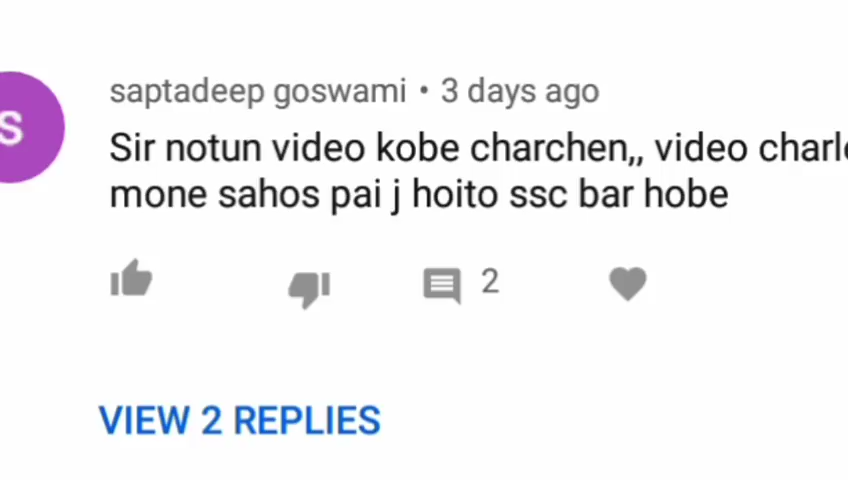 S
saptadeep goswami • 3 days ago
Sir notun video kobe charchen,, video
mone sahos pai j hoito ssc bar hobe
2
VIEW 2 REPLIES